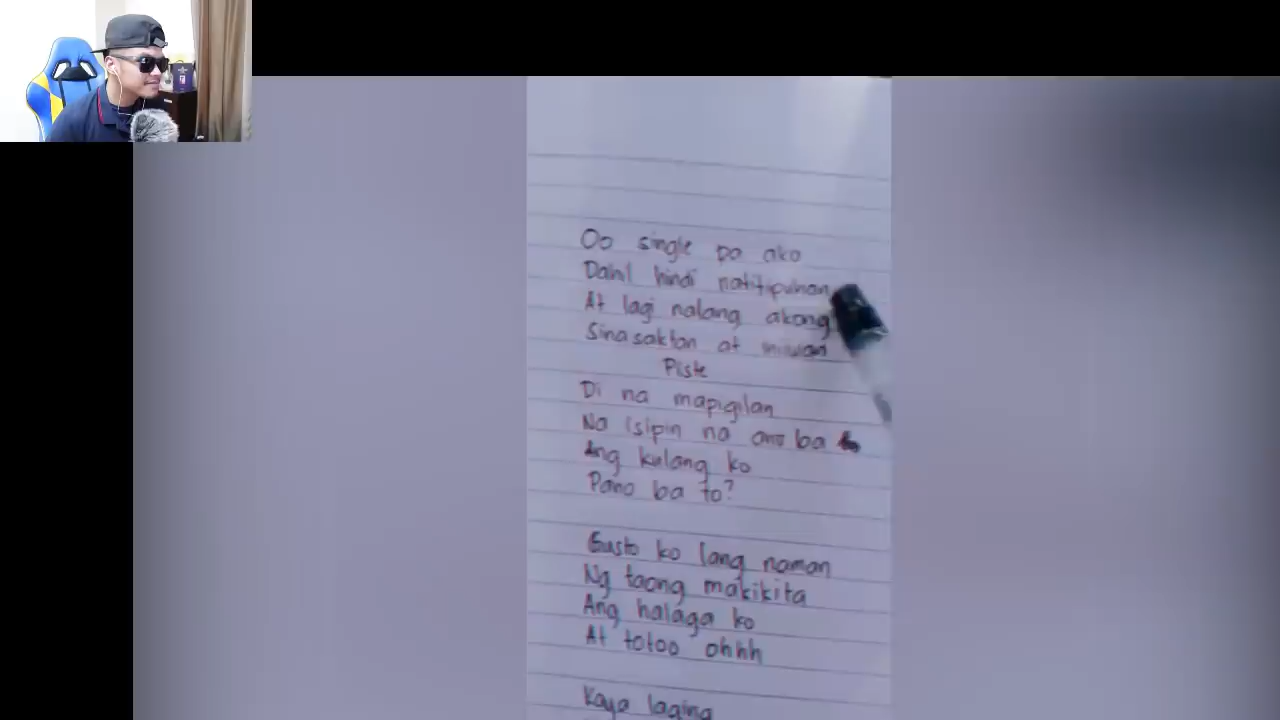 Oo single pa ako
Dahil hindi natitipuhan
At lagi nalang akong
Sinasaktan at iniwan
Piste
Di na mapigilan
Na isipin na ano ba
Ang kulang ko
Pano ba to?
Gusto ko lang naman
Ng taong makikita
Ang halaga ko
At totoo ohhh
Kaya laging